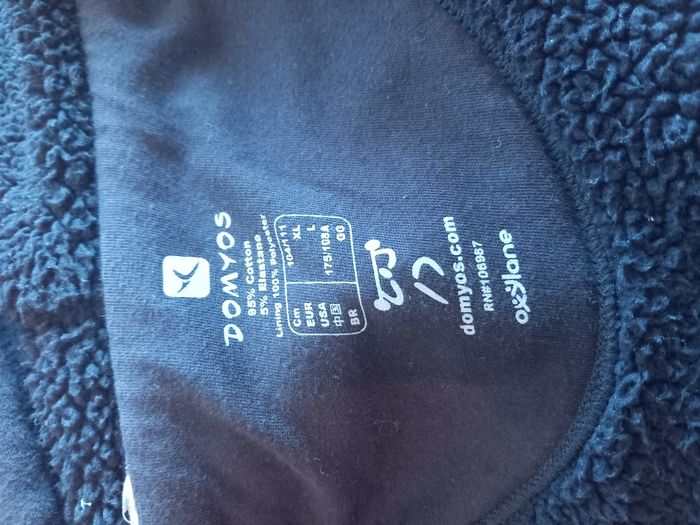 DOMYOS
95% Cotton
5% Elastane
Lining 100% Polyester
Cm 104/111
EUR XL
USA L
中国 175/108A
BR GG
domyos.com
RN#106987
oxylane